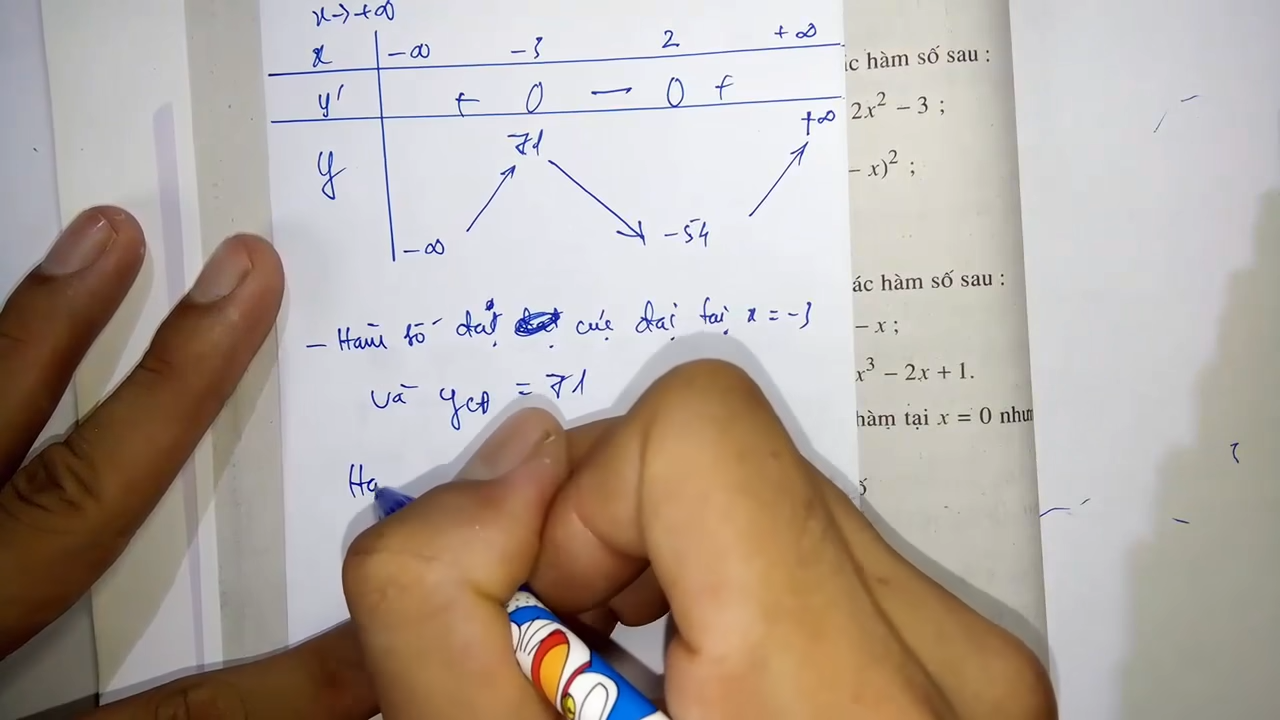 x→+∞
x -∞ -3 2 +∞
y' + 0 — 0 +
y -∞ 71 -54 +∞
- Hàm số đạt cực đại tại x = -3
và yCĐ = 71
Hà
ác hàm số sau :
2x² - 3 ;
- x)² ;
ác hàm số sau :
- x ;
x³ - 2x + 1.
hàm tại x = 0 như